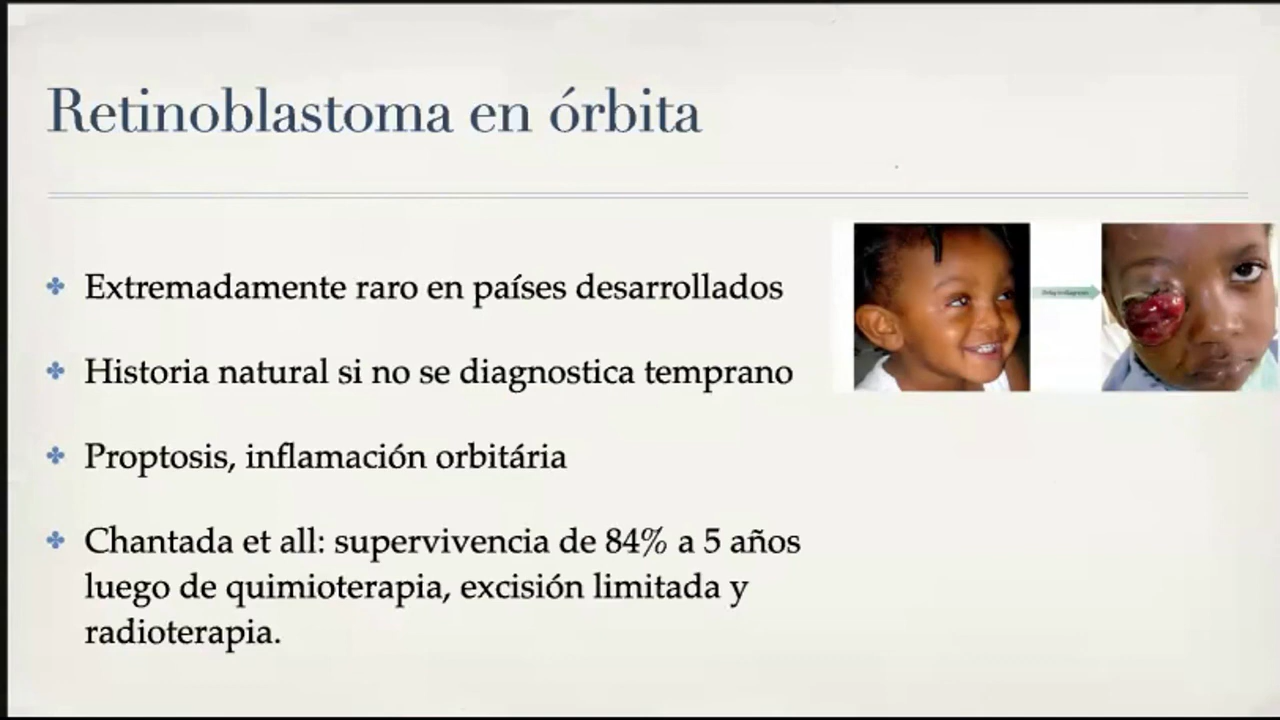 Retinoblastoma en órbita
Extremadamente raro en países desarrollados
Historia natural si no se diagnostica temprano
Proptosis, inflamación orbitária
Chantada et all: supervivencia de 84% a 5 años
luego de quimioterapia, excisión limitada y
radioterapia.